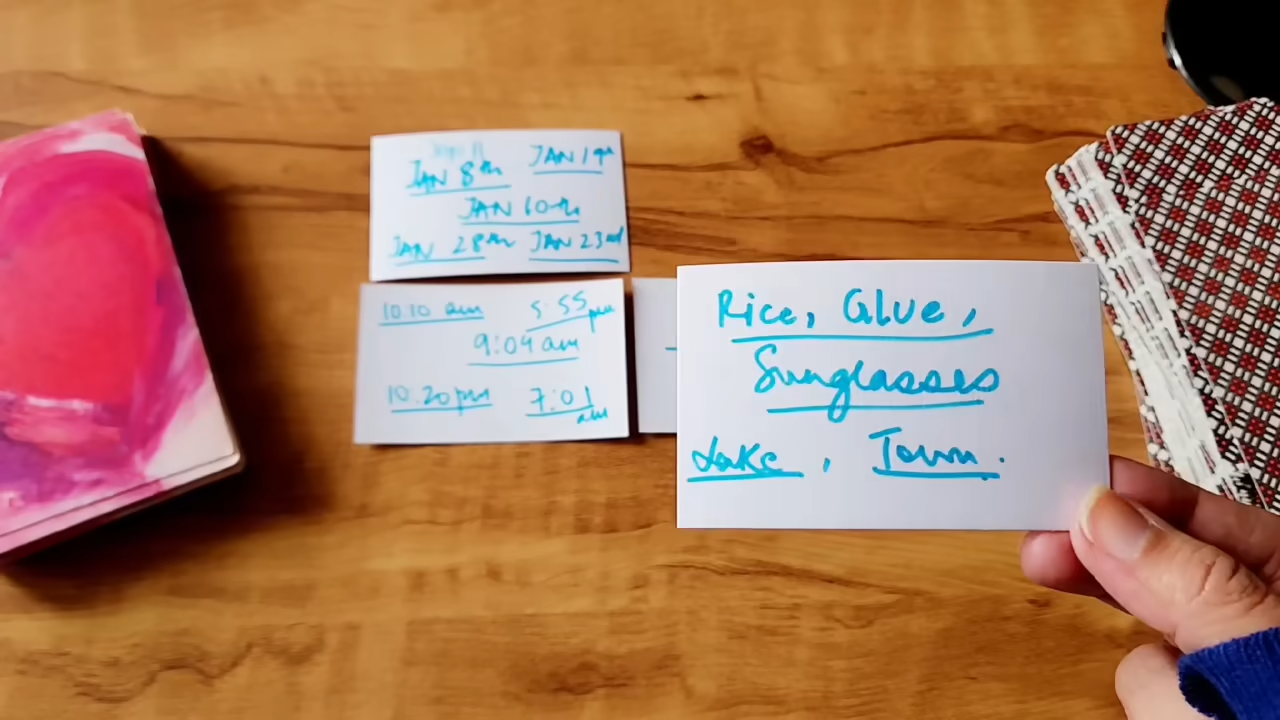 JAN 8th JAN 19th
JAN 10th
JAN 28th JAN 23rd
10:10 am 5:55 pm
9:04 am
10:20 pm 7:01 am
Rice, Glue,
Sunglasses
Lake, Town.